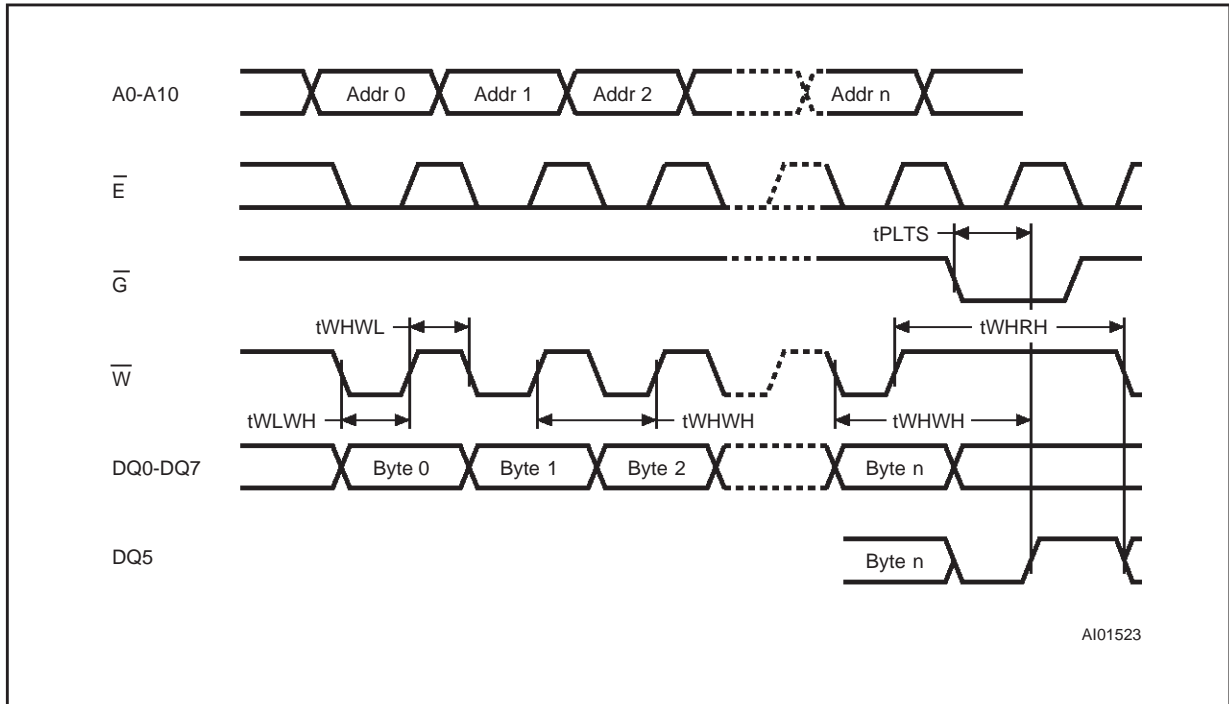 A0-A10
Addr 0 Addr 1 Addr 2 Addr n
E̅
tPLTS
G̅
tWHWL tWHRH
W̅
tWLWH tWHWH tWHWH
DQ0-DQ7 Byte 0 Byte 1 Byte 2 Byte n
DQ5 Byte n
AI01523